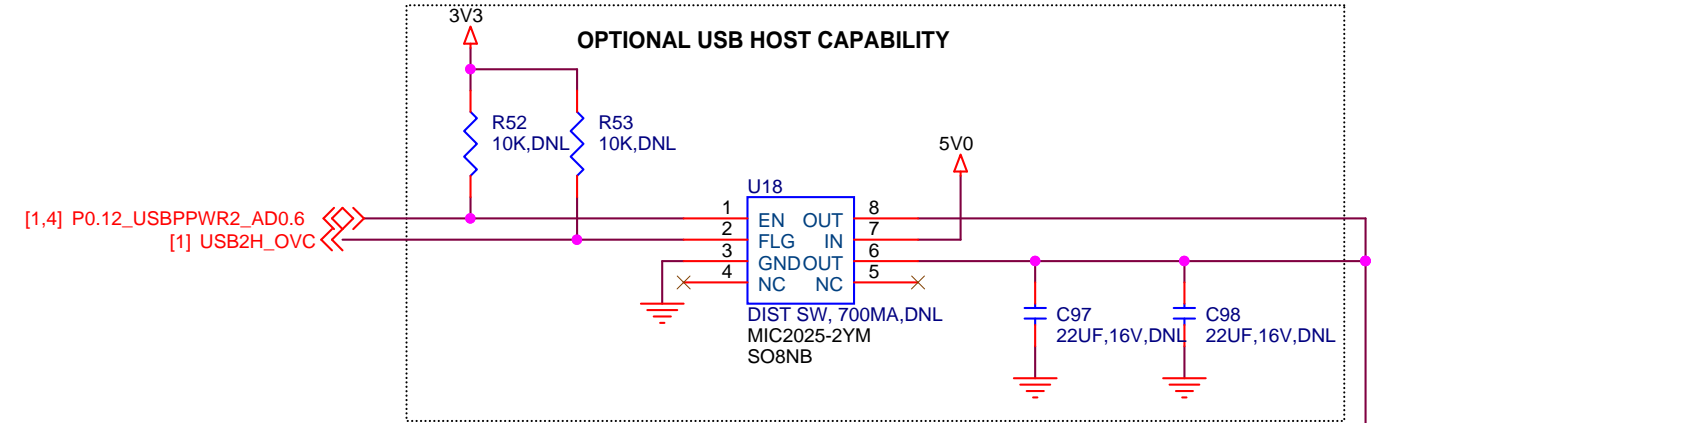 3V3
OPTIONAL USB HOST CAPABILITY
R52
10K,DNL
R53
10K,DNL
5V0
U18
[1,4] P0.12_USBPPWR2_AD0.6
[1] USB2H_OVC
1
EN
OUT
8
2
FLG
IN
7
3
GND
OUT
6
4
NC
NC
5
DIST SW, 700MA,DNL
MIC2025-2YM
SO8NB
C97
22UF,16V,DNL
C98
22UF,16V,DNL